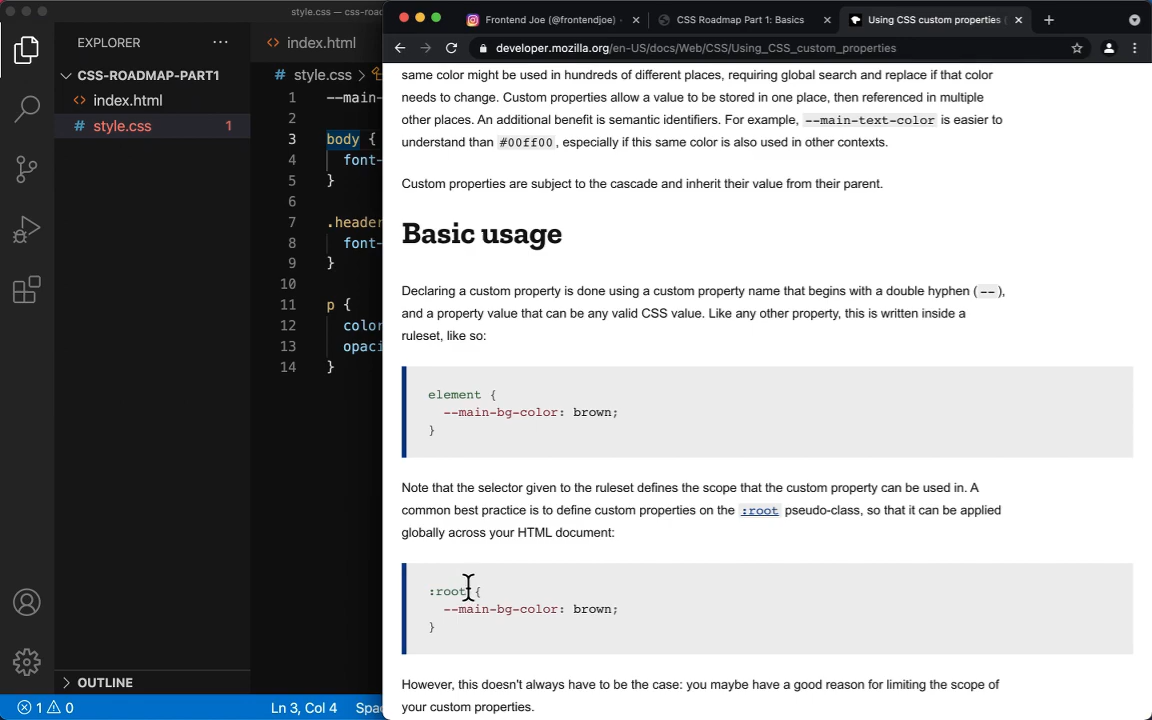 style.css — css-road
EXPLORER
CSS-ROADMAP-PART1
index.html
style.css 1
OUTLINE
1 0
Ln 3, Col 4 Spa
index.html
style.css
1 --main-
2
3 body {
4 font-
5 }
6
7 .header
8 font-
9 }
10
11 p {
12 color
13 opaci
14 }
Frontend Joe (@frontendjoe) ·
CSS Roadmap Part 1: Basics
Using CSS custom properties (
developer.mozilla.org/en-US/docs/Web/CSS/Using_CSS_custom_properties
same color might be used in hundreds of different places, requiring global search and replace if that color
needs to change. Custom properties allow a value to be stored in one place, then referenced in multiple
other places. An additional benefit is semantic identifiers. For example, --main-text-color is easier to
understand than #00ff00, especially if this same color is also used in other contexts.
Custom properties are subject to the cascade and inherit their value from their parent.
Basic usage
Declaring a custom property is done using a custom property name that begins with a double hyphen (--),
and a property value that can be any valid CSS value. Like any other property, this is written inside a
ruleset, like so:
element {
--main-bg-color: brown;
}
Note that the selector given to the ruleset defines the scope that the custom property can be used in. A
common best practice is to define custom properties on the :root pseudo-class, so that it can be applied
globally across your HTML document:
:root {
--main-bg-color: brown;
}
However, this doesn't always have to be the case: you maybe have a good reason for limiting the scope of
your custom properties.